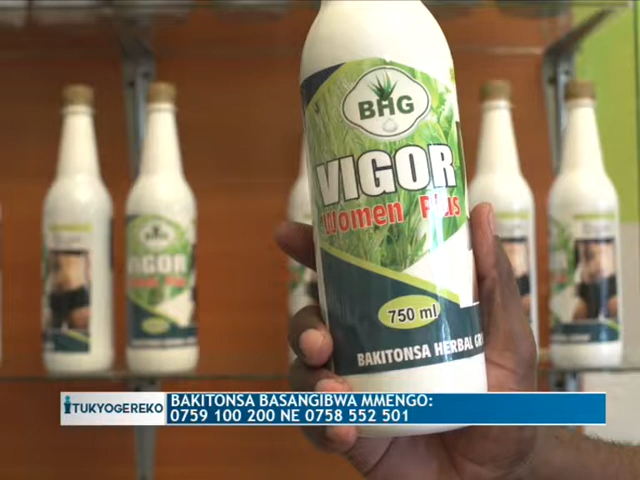 BHG
VIGOR
Women Plus
750 ml
BAKITONSA HERBAL
BHG
VIGOR
TUKYOGEREKO
BAKITONSA BASANGIBWA MMENGO:
0759 100 200 NE 0758 552 501